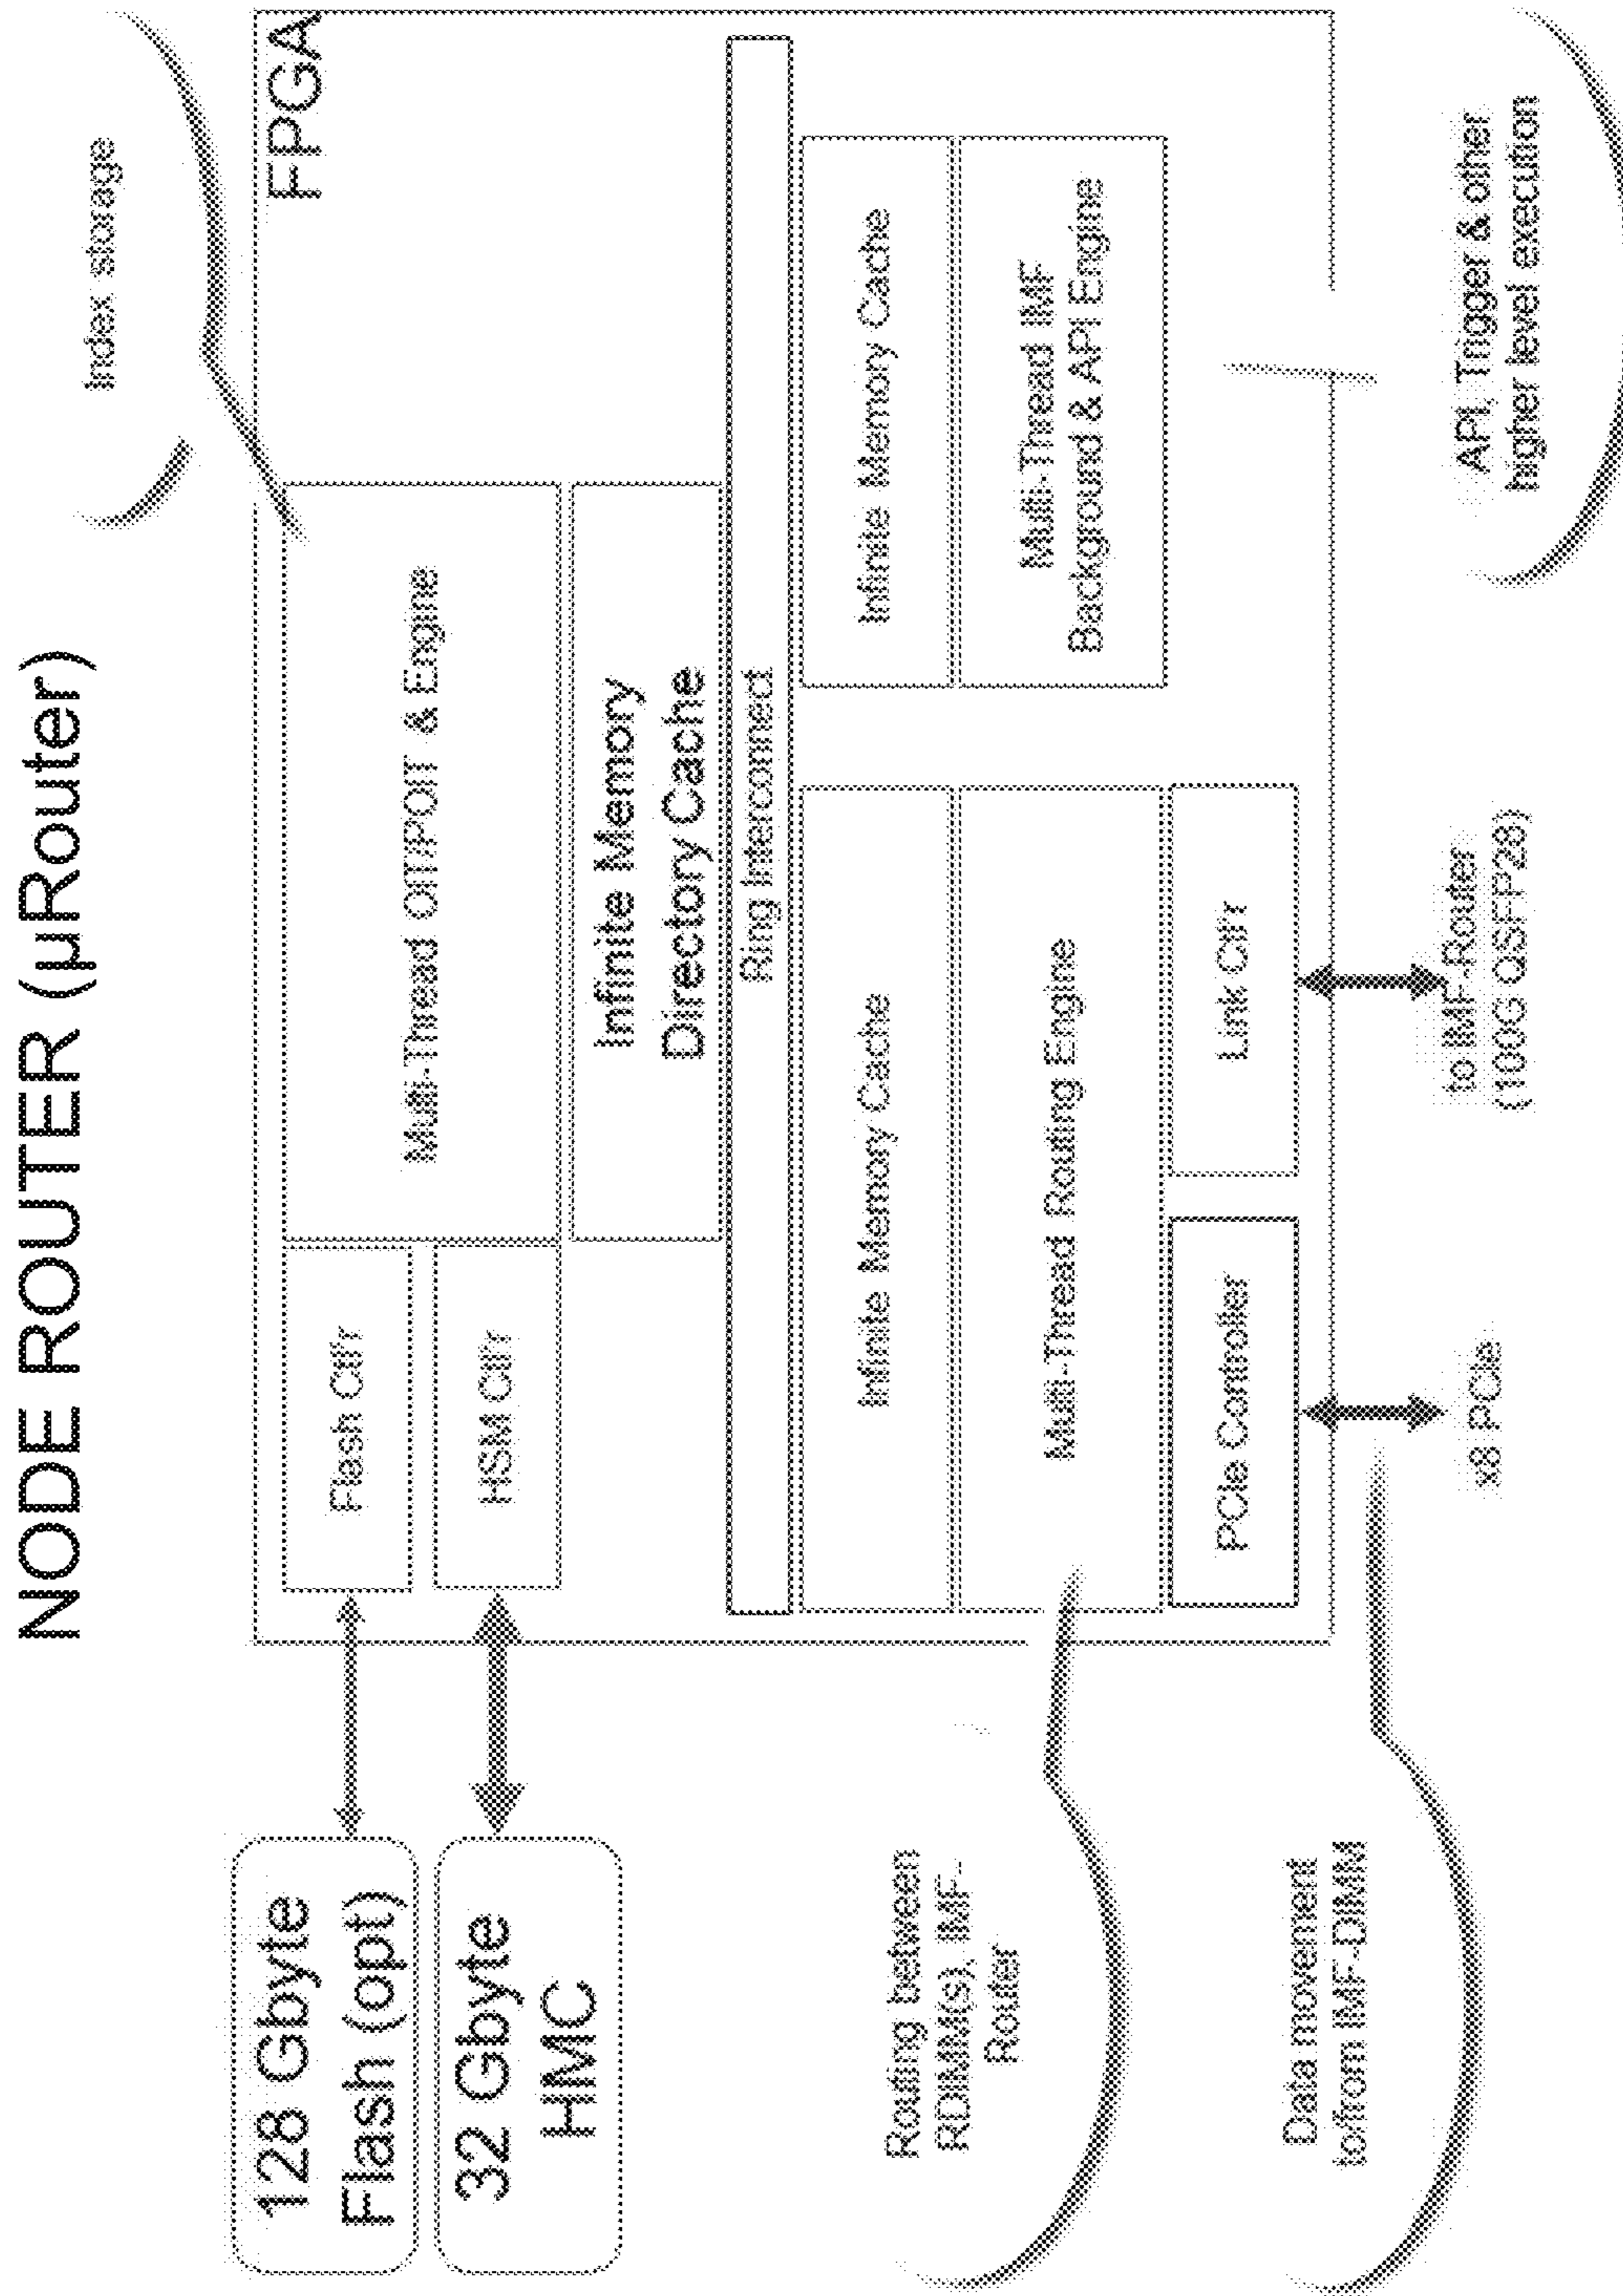 NODE ROUTER (µRouter)
Index storage
FPGA
128 Gbyte
Flash (opt)
Flash Ctlr
Multi-Thread OIT/POIT & Engine
32 Gbyte
HMC
HSM Ctlr
Infinite Memory
Directory Cache
Ring Interconnect
Infinite Memory Cache
Infinite Memory Cache
Routing between
RDIMM(s), IMF-
Router
Multi-Thread Routing Engine
Multi-Thread IMF
Background & API Engine
PCIe Controller
Link Ctlr
Data movement
to/from IMF-DIMM
x8 PCIe
to IMF-Router
(100G QSFP28)
API, Trigger & other
higher level execution